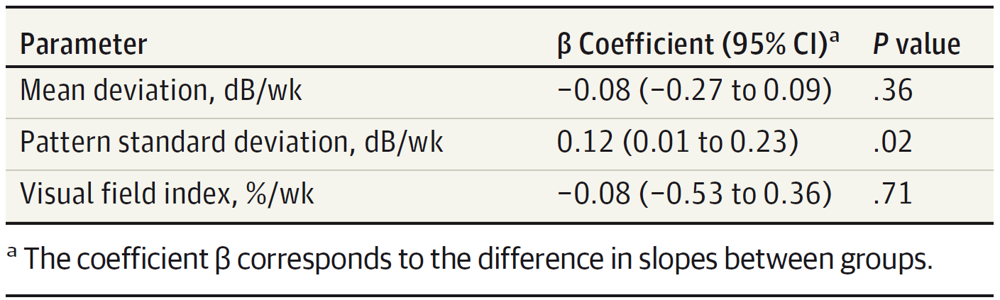 Parameter β Coefficient (95% CI)ᵃ P value
Mean deviation, dB/wk −0.08 (−0.27 to 0.09) .36
Pattern standard deviation, dB/wk 0.12 (0.01 to 0.23) .02
Visual field index, %/wk −0.08 (−0.53 to 0.36) .71
ᵃ The coefficient β corresponds to the difference in slopes between groups.